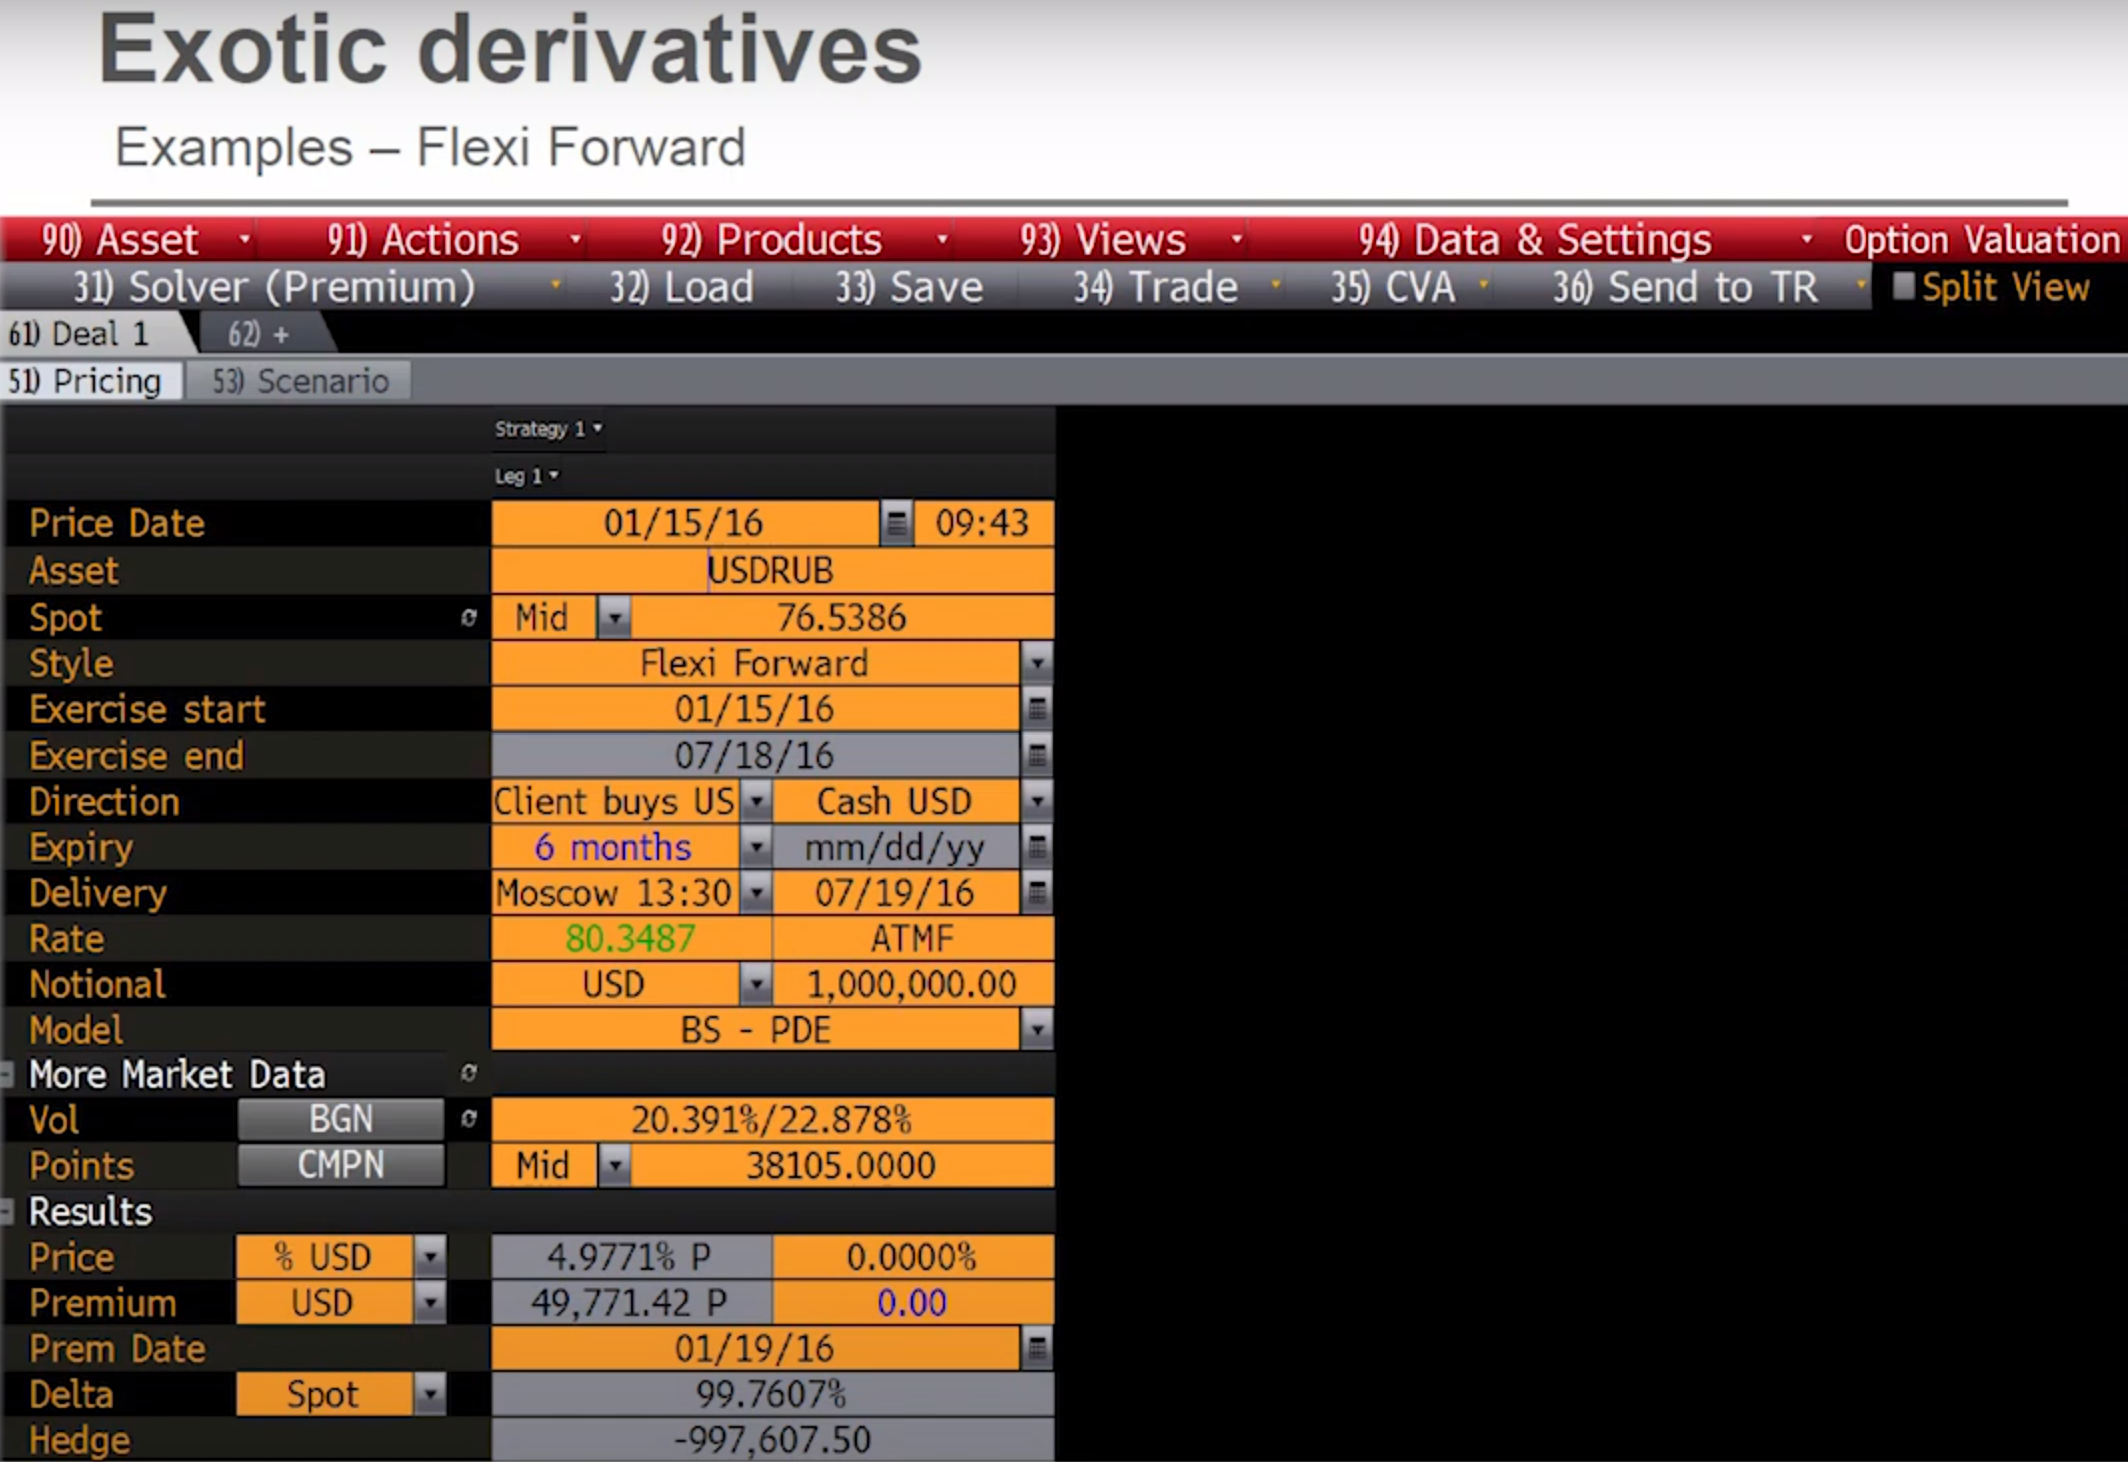 Exotic derivatives
Examples – Flexi Forward
90) Asset 91) Actions 92) Products 93) Views 94) Data & Settings Option Valuation
31) Solver (Premium) 32) Load 33) Save 34) Trade 35) CVA 36) Send to TR Split View
61) Deal 1 62) +
51) Pricing 53) Scenario
Strategy 1
Leg 1
Price Date 01/15/16 09:43
Asset USDRUB
Spot Mid 76.5386
Style Flexi Forward
Exercise start 01/15/16
Exercise end 07/18/16
Direction Client buys US Cash USD
Expiry 6 months mm/dd/yy
Delivery Moscow 13:30 07/19/16
Rate 80.3487 ATMF
Notional USD 1,000,000.00
Model BS - PDE
More Market Data
Vol BGN 20.391%/22.878%
Points CMPN Mid 38105.0000
Results
Price % USD 4.9771% P 0.0000%
Premium USD 49,771.42 P 0.00
Prem Date 01/19/16
Delta Spot 99.7607%
Hedge -997,607.50